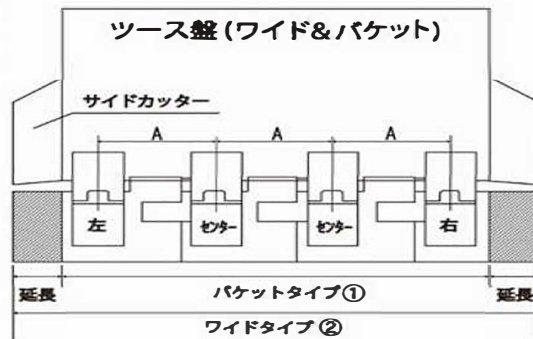 ツース盤(ワイド&バケット)
サイドカッター
A A A
左 センター センター 右
延長 バケットタイプ① 延長
ワイドタイプ②